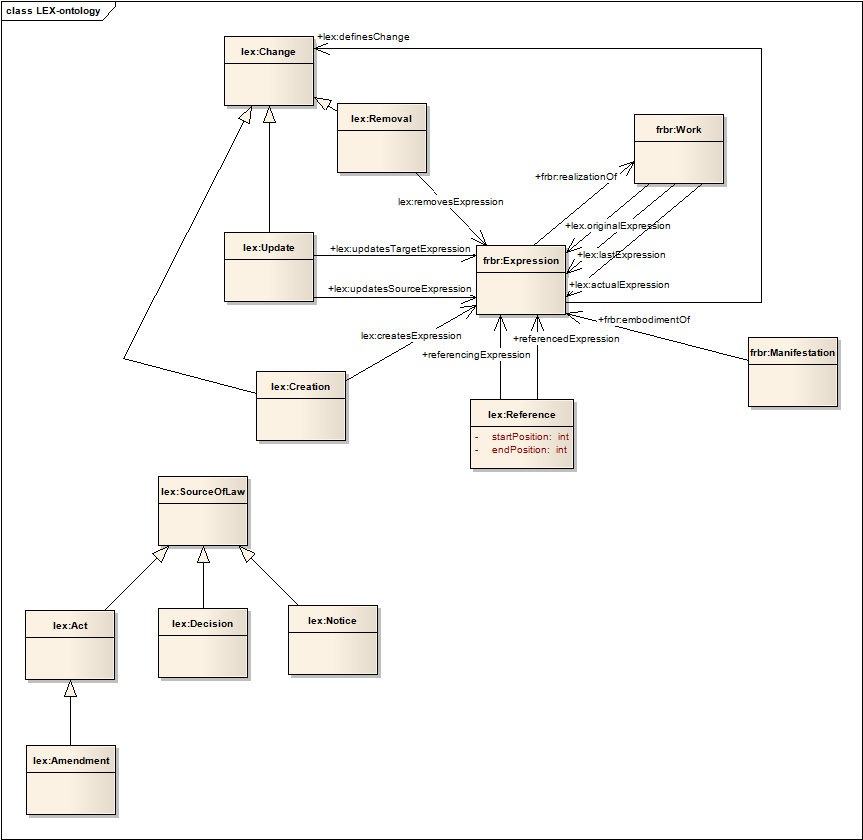 class LEX-ontology
+lex:definesChange
lex:Change
lex:Removal
frbr:Work
+frbr:realizationOf
lex:removesExpression
+lex.originalExpression
lex:Update
+lex:updatesTargetExpression
+lex:lastExpression
frbr:Expression
+lex:updatesSourceExpression
+lex:actualExpression
+frbr:embodimentOf
lex:createsExpression
+referencedExpression
+referencingExpression
frbr:Manifestation
lex:Creation
lex:Reference
- startPosition: int
- endPosition: int
lex:SourceOfLaw
lex:Act
lex:Decision
lex:Notice
lex:Amendment